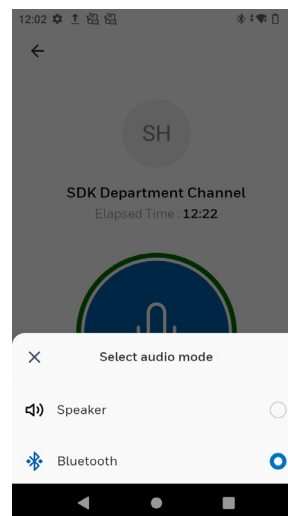 12:02
SH
SDK Department Channel
Elapsed Time : 12:22
Select audio mode
Speaker
Bluetooth